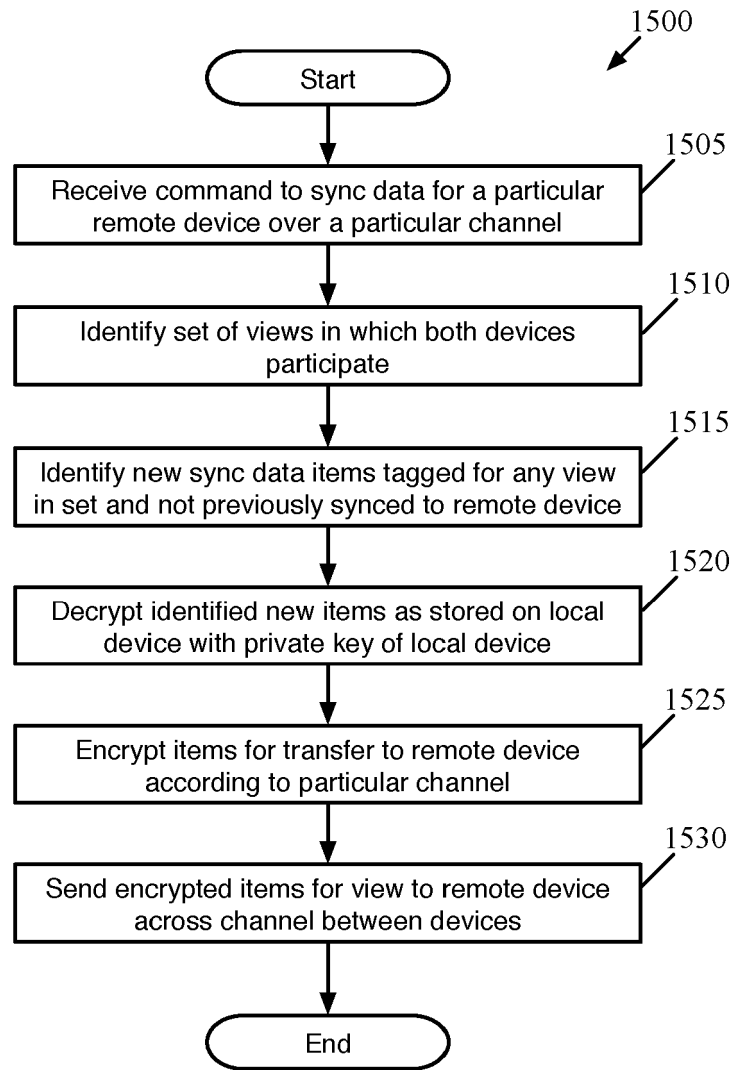 1500
Start
1505
Receive command to sync data for a particular
remote device over a particular channel
1510
Identify set of views in which both devices
participate
1515
Identify new sync data items tagged for any view
in set and not previously synced to remote device
1520
Decrypt identified new items as stored on local
device with private key of local device
1525
Encrypt items for transfer to remote device
according to particular channel
1530
Send encrypted items for view to remote device
across channel between devices
End